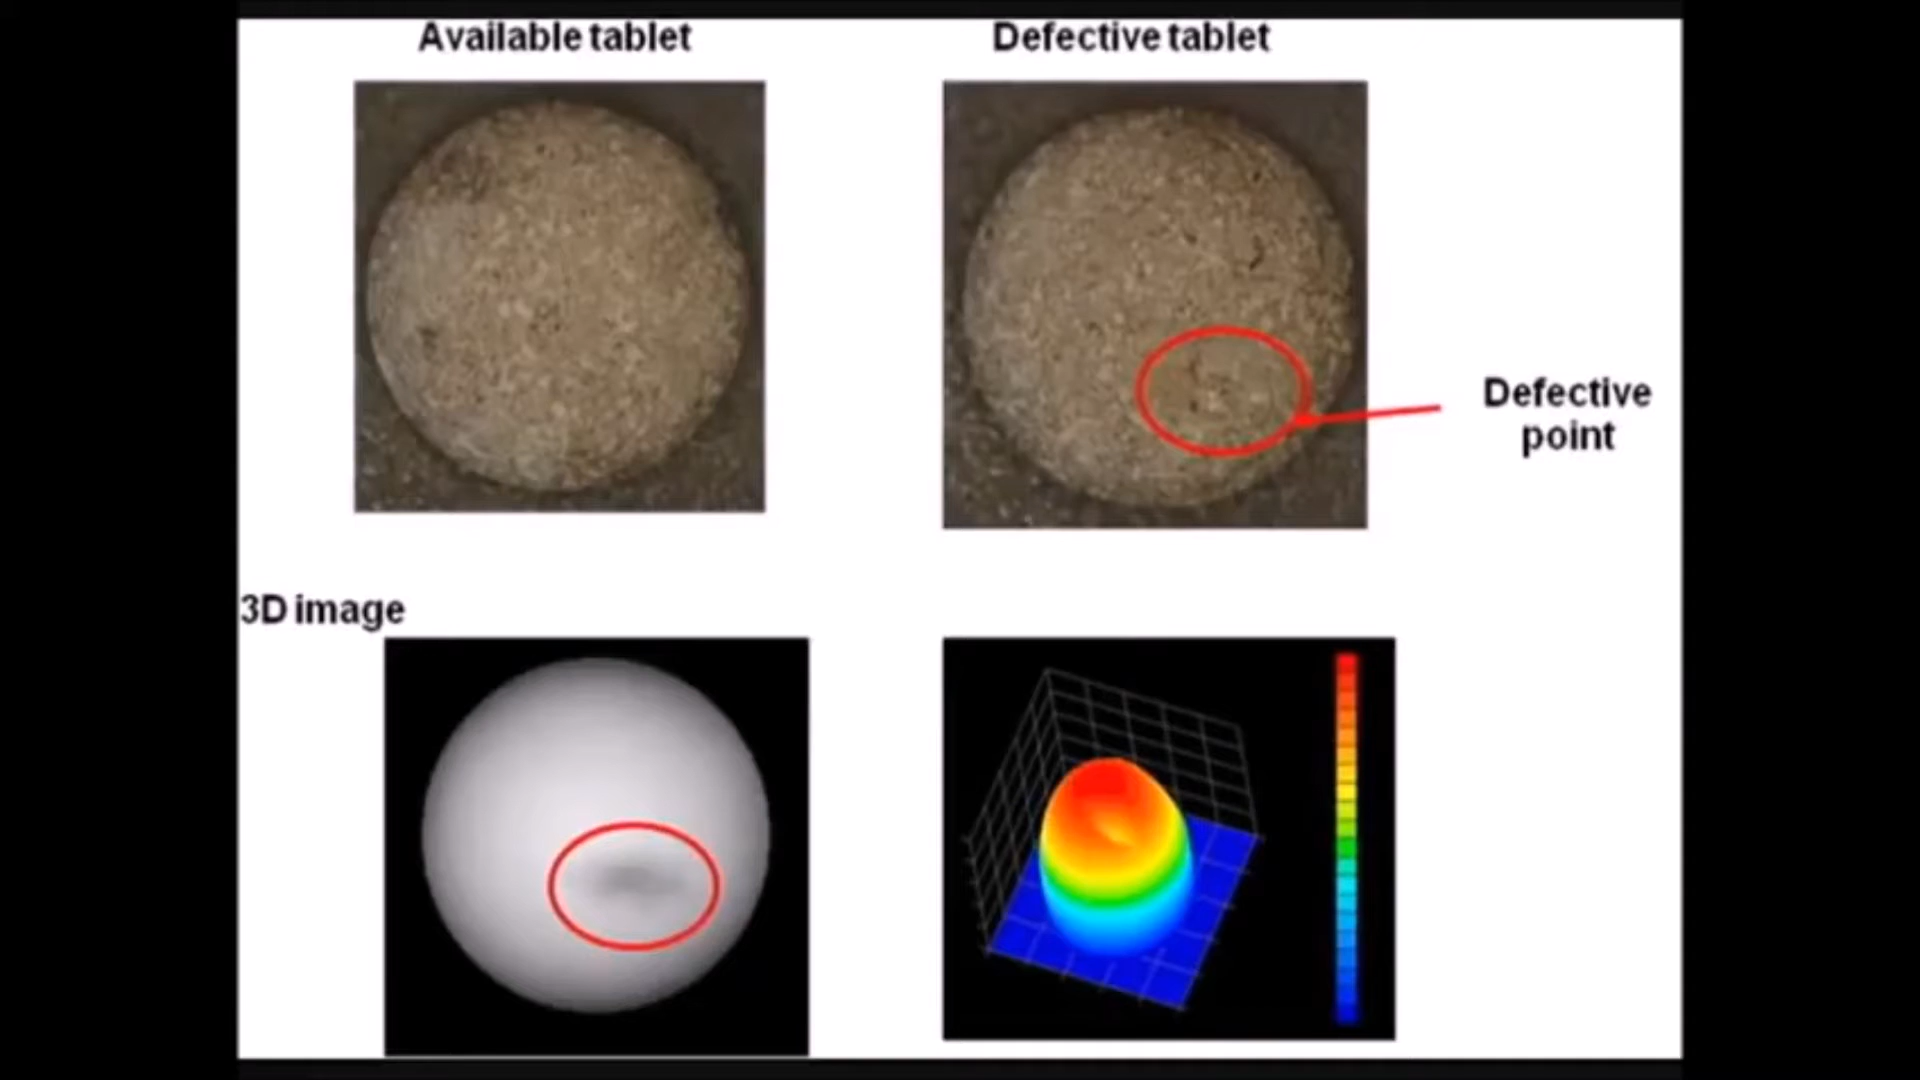 Available tablet
Defective tablet
Defective
point
3D image